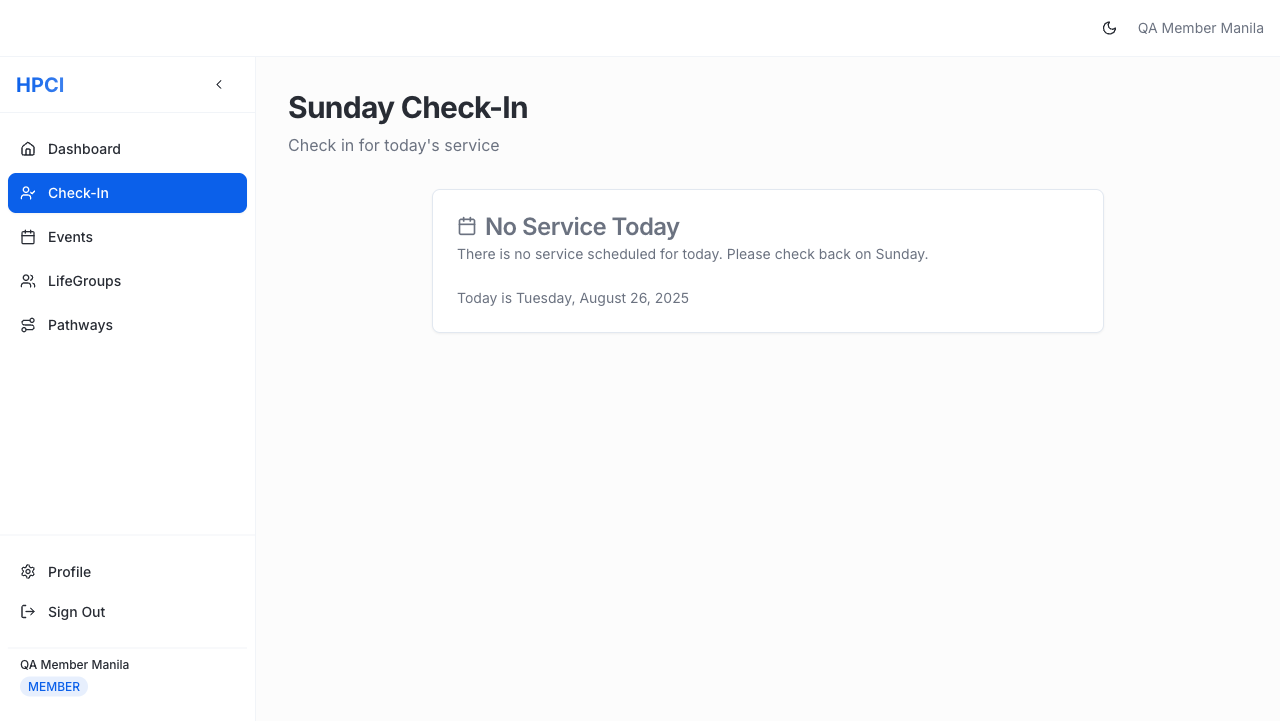 QA Member Manila
HPCI
Dashboard
Check-In
Events
LifeGroups
Pathways
Profile
Sign Out
QA Member Manila
MEMBER
Sunday Check-In
Check in for today's service
No Service Today
There is no service scheduled for today. Please check back on Sunday.
Today is Tuesday, August 26, 2025